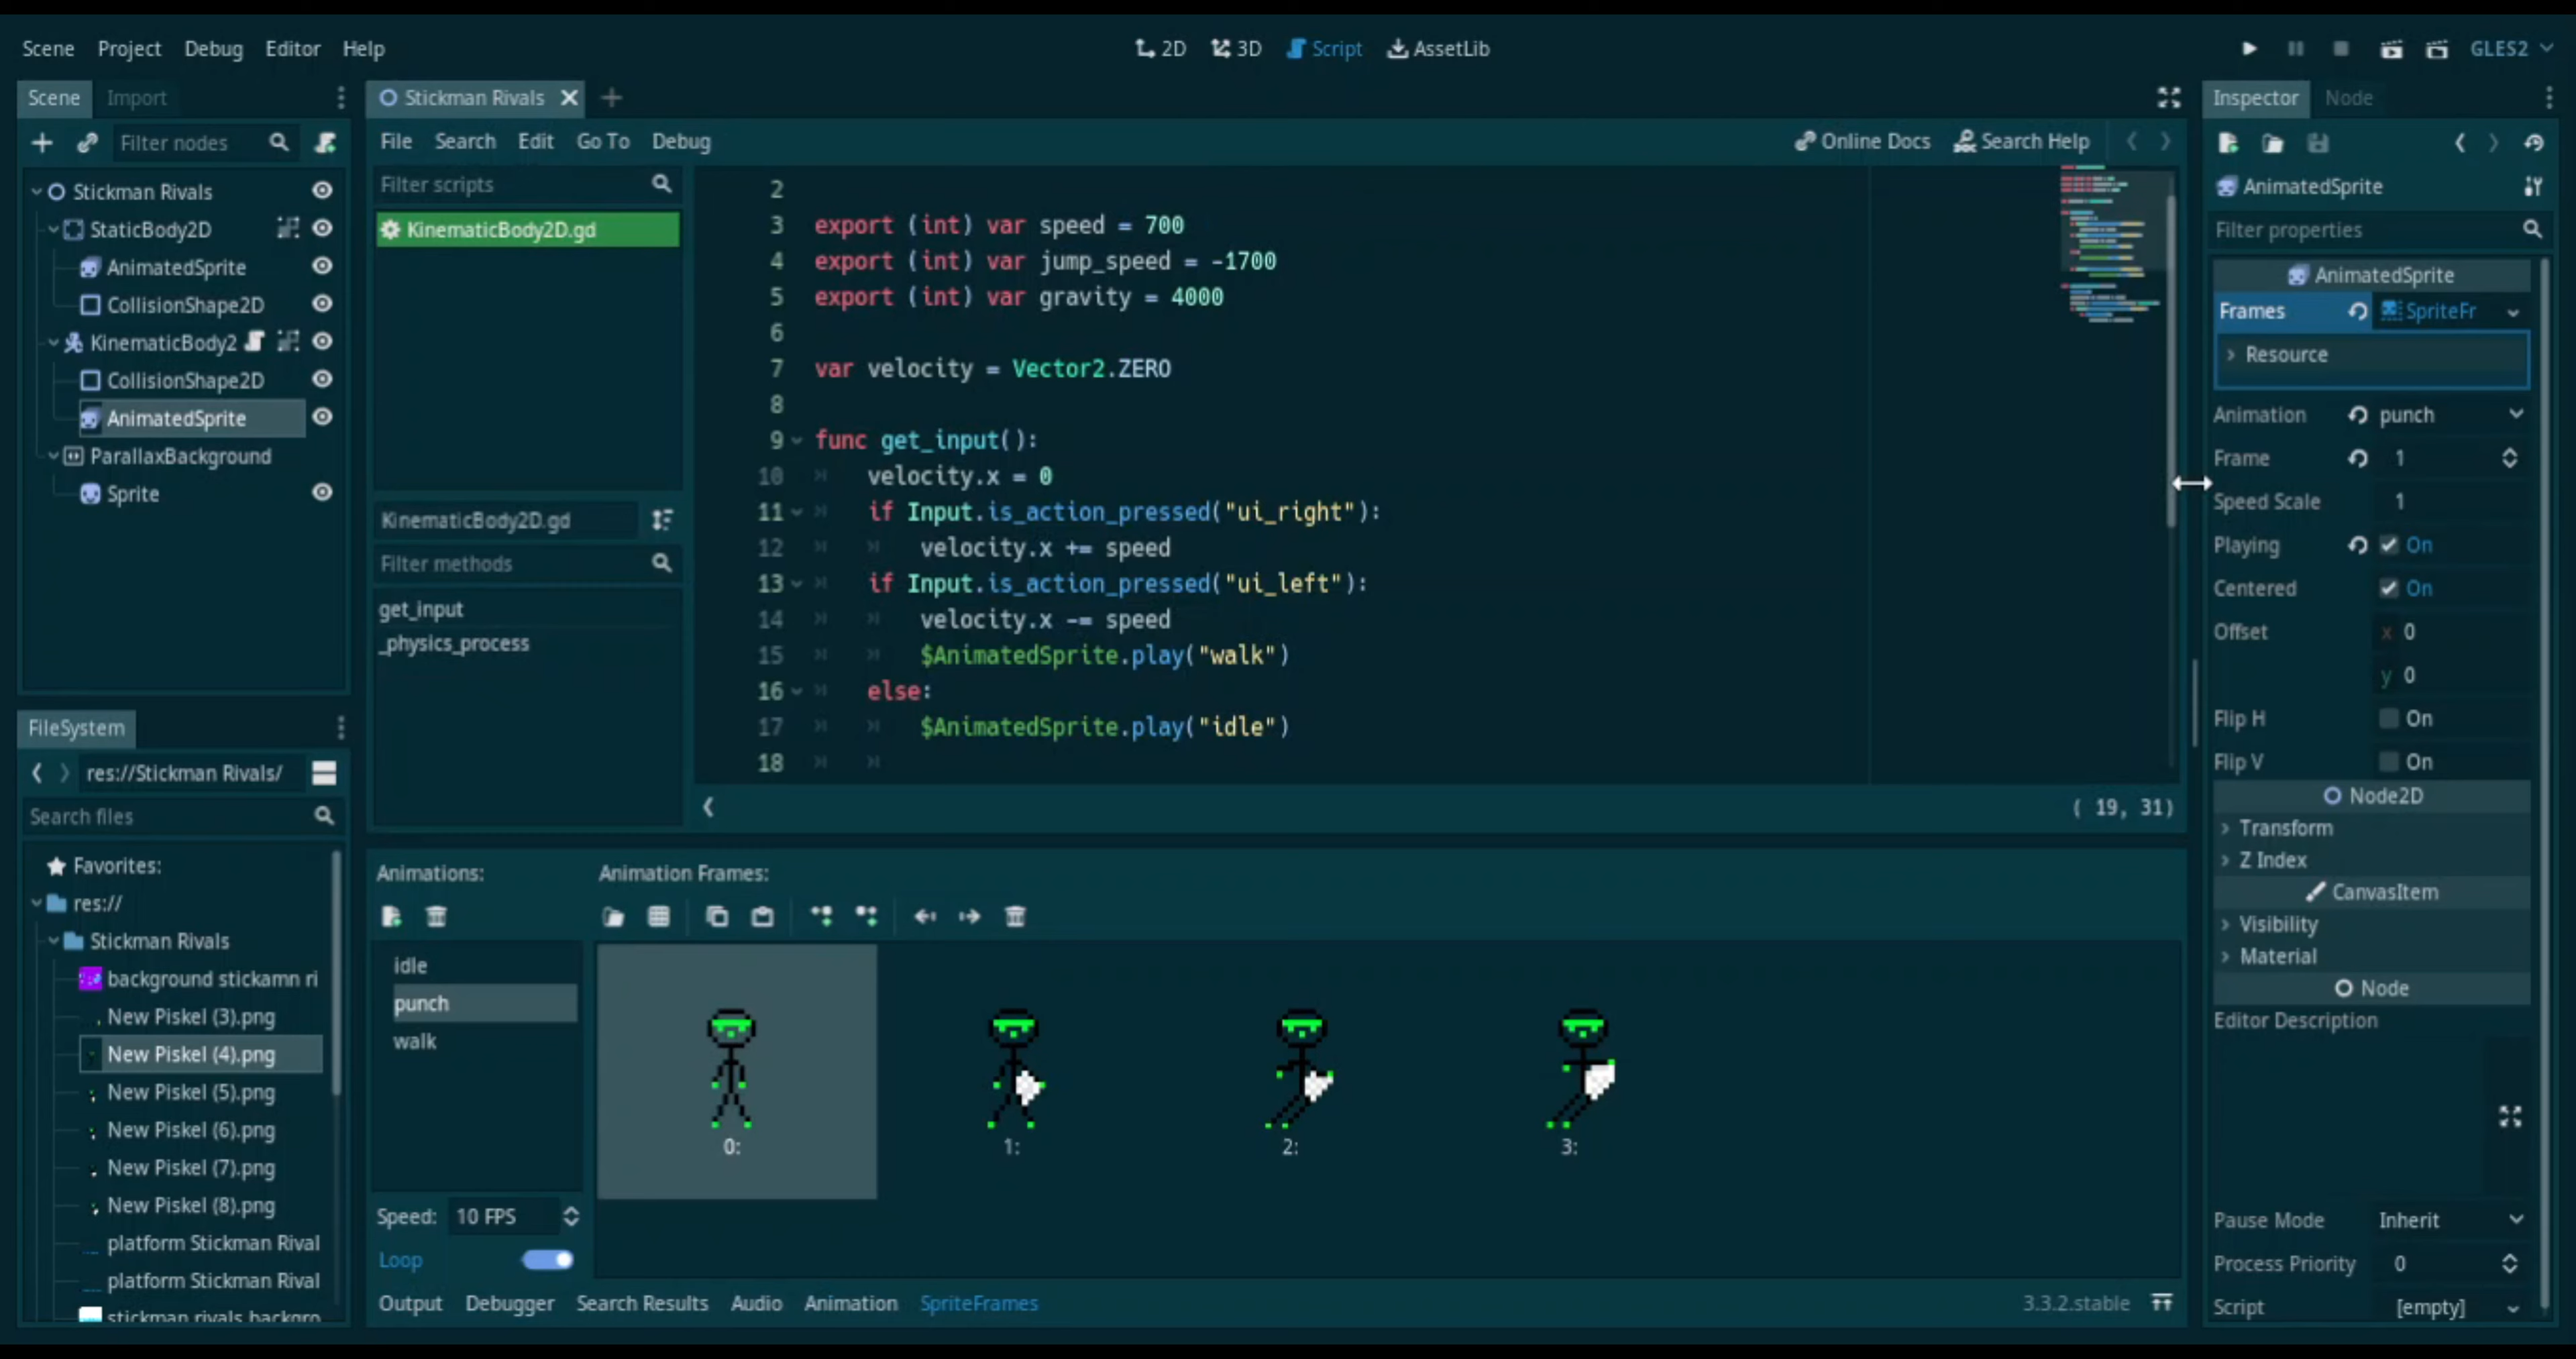 Scene Project Debug Editor Help
2D 3D Script AssetLib
GLES2
Scene Import
Filter nodes
Stickman Rivals
StaticBody2D
AnimatedSprite
CollisionShape2D
KinematicBody2
CollisionShape2D
AnimatedSprite
ParallaxBackground
Sprite
FileSystem
res://Stickman Rivals/
Search files
Favorites:
res://
Stickman Rivals
background stickamn ri
New Piskel (3).png
New Piskel (4).png
New Piskel (5).png
New Piskel (6).png
New Piskel (7).png
New Piskel (8).png
platform Stickman Rival
platform Stickman Rival
stickman rivals backgro
Stickman Rivals
File Search Edit Go To Debug
Online Docs Search Help
Filter scripts
KinematicBody2D.gd
KinematicBody2D.gd
Filter methods
get_input
_physics_process
2
3 export (int) var speed = 700
4 export (int) var jump_speed = -1700
5 export (int) var gravity = 4000
6
7 var velocity = Vector2.ZERO
8
9 func get_input():
10 velocity.x = 0
11 if Input.is_action_pressed("ui_right"):
12 velocity.x += speed
13 if Input.is_action_pressed("ui_left"):
14 velocity.x -= speed
15 $AnimatedSprite.play("walk")
16 else:
17 $AnimatedSprite.play("idle")
18
( 19, 31)
Animations:
idle
punch
walk
Speed: 10 FPS
Loop
Animation Frames:
0: 1: 2: 3:
Output Debugger Search Results Audio Animation SpriteFrames
3.3.2.stable
Inspector Node
AnimatedSprite
Filter properties
AnimatedSprite
Frames SpriteFr
Resource
Animation punch
Frame 1
Speed Scale 1
Playing On
Centered On
Offset x 0
y 0
Flip H On
Flip V On
Node2D
Transform
Z Index
CanvasItem
Visibility
Material
Node
Editor Description
Pause Mode Inherit
Process Priority 0
Script [empty]